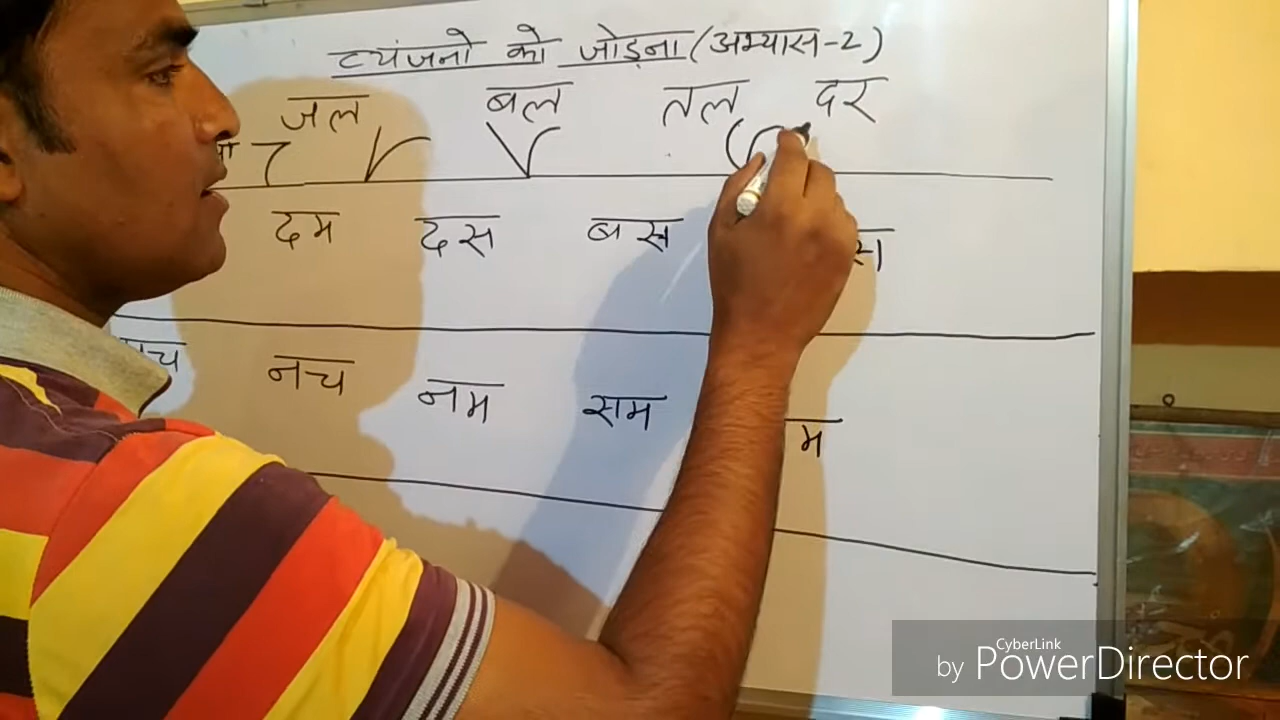 व्यंजनो को जोड़ना (अभ्यास-2)
जल बल तल दर
दम दस बस
नच नम सम
CyberLink
by PowerDirector